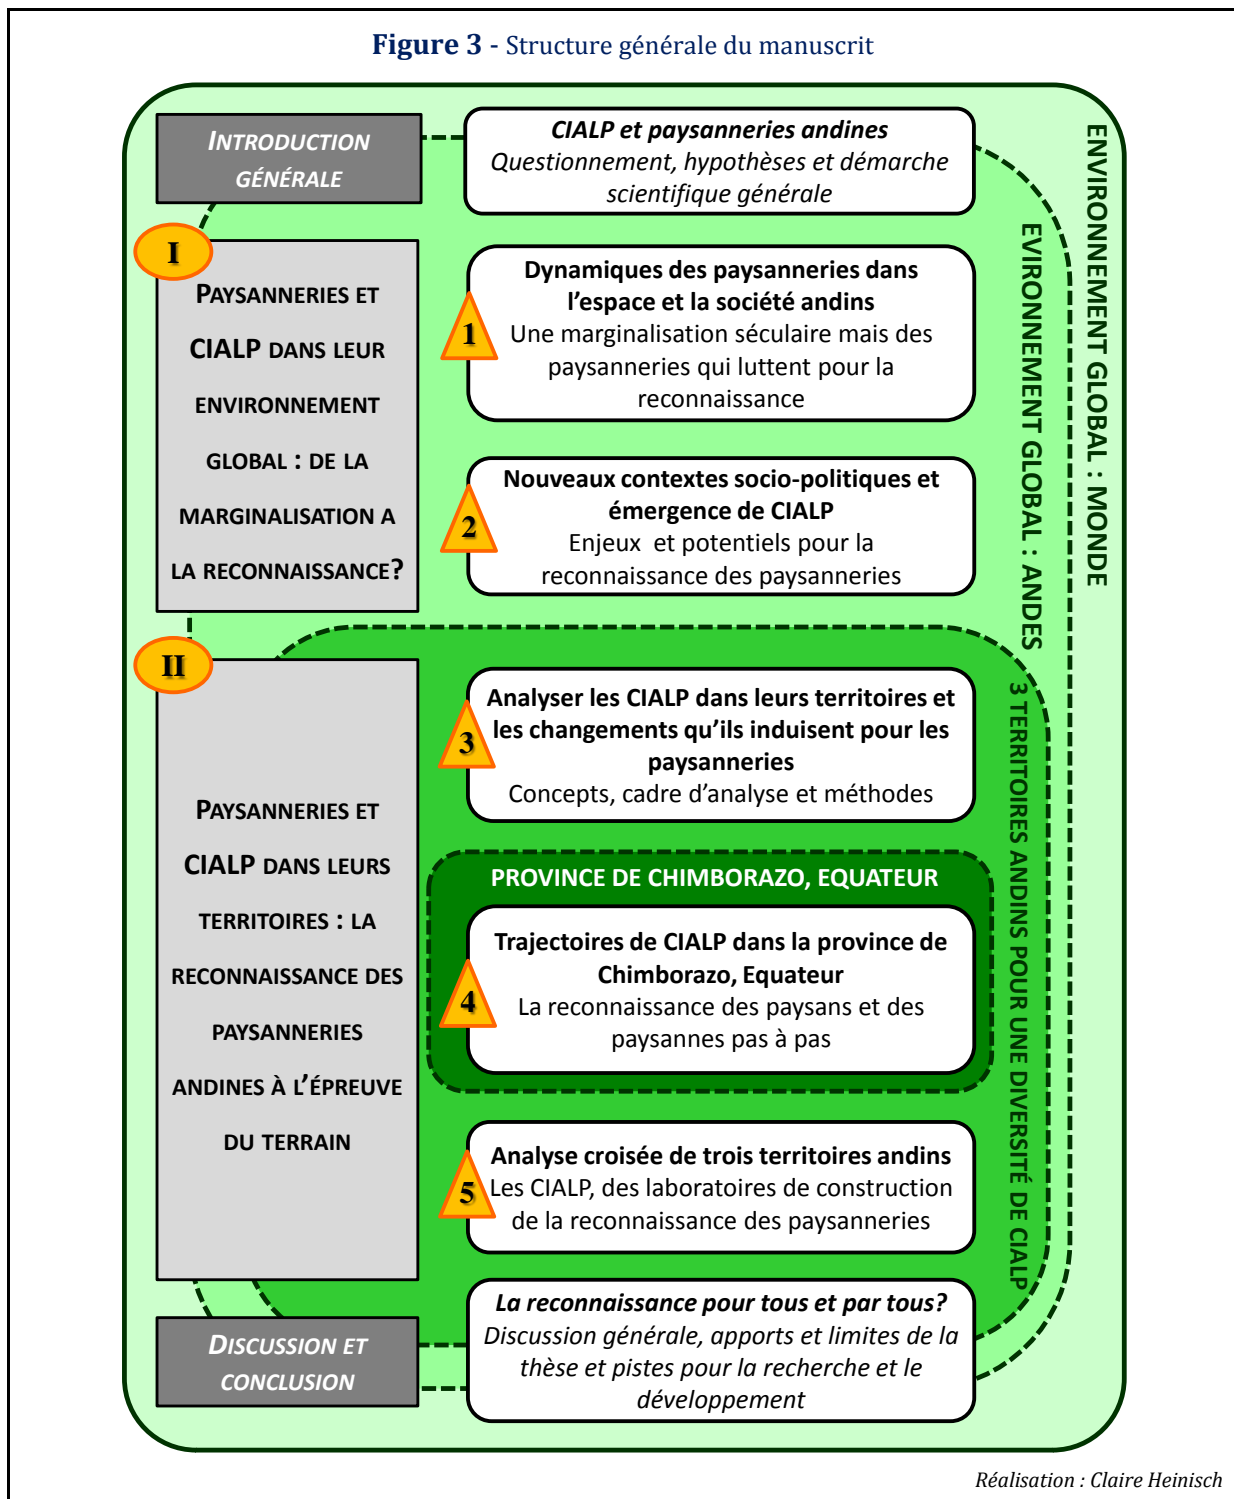 Figure 3 - Structure générale du manuscrit
INTRODUCTION
GÉNÉRALE
CIALP et paysanneries andines
Questionnement, hypothèses et démarche
scientifique générale
ENVIRONNEMENT GLOBAL : MONDE
EVIRONNEMENT GLOBAL : ANDES
I
PAYSANNERIES ET
CIALP DANS LEUR
ENVIRONNEMENT
GLOBAL : DE LA
MARGINALISATION A
LA RECONNAISSANCE?
1
Dynamiques des paysanneries dans
l'espace et la société andins
Une marginalisation séculaire mais des
paysanneries qui luttent pour la
reconnaissance
2
Nouveaux contextes socio-politiques et
émergence de CIALP
Enjeux et potentiels pour la
reconnaissance des paysanneries
II
PAYSANNERIES ET
CIALP DANS LEURS
TERRITOIRES : LA
RECONNAISSANCE DES
PAYSANNERIES
ANDINES À L'ÉPREUVE
DU TERRAIN
3 TERRITOIRES ANDINS POUR UNE DIVERSITÉ DE CIALP
3
Analyser les CIALP dans leurs territoires et
les changements qu'ils induisent pour les
paysanneries
Concepts, cadre d'analyse et méthodes
PROVINCE DE CHIMBORAZO, EQUATEUR
4
Trajectoires de CIALP dans la province de
Chimborazo, Equateur
La reconnaissance des paysans et des
paysannes pas à pas
5
Analyse croisée de trois territoires andins
Les CIALP, des laboratoires de construction
de la reconnaissance des paysanneries
DISCUSSION ET
CONCLUSION
La reconnaissance pour tous et par tous?
Discussion générale, apports et limites de la
thèse et pistes pour la recherche et le
développement
Réalisation : Claire Heinisch